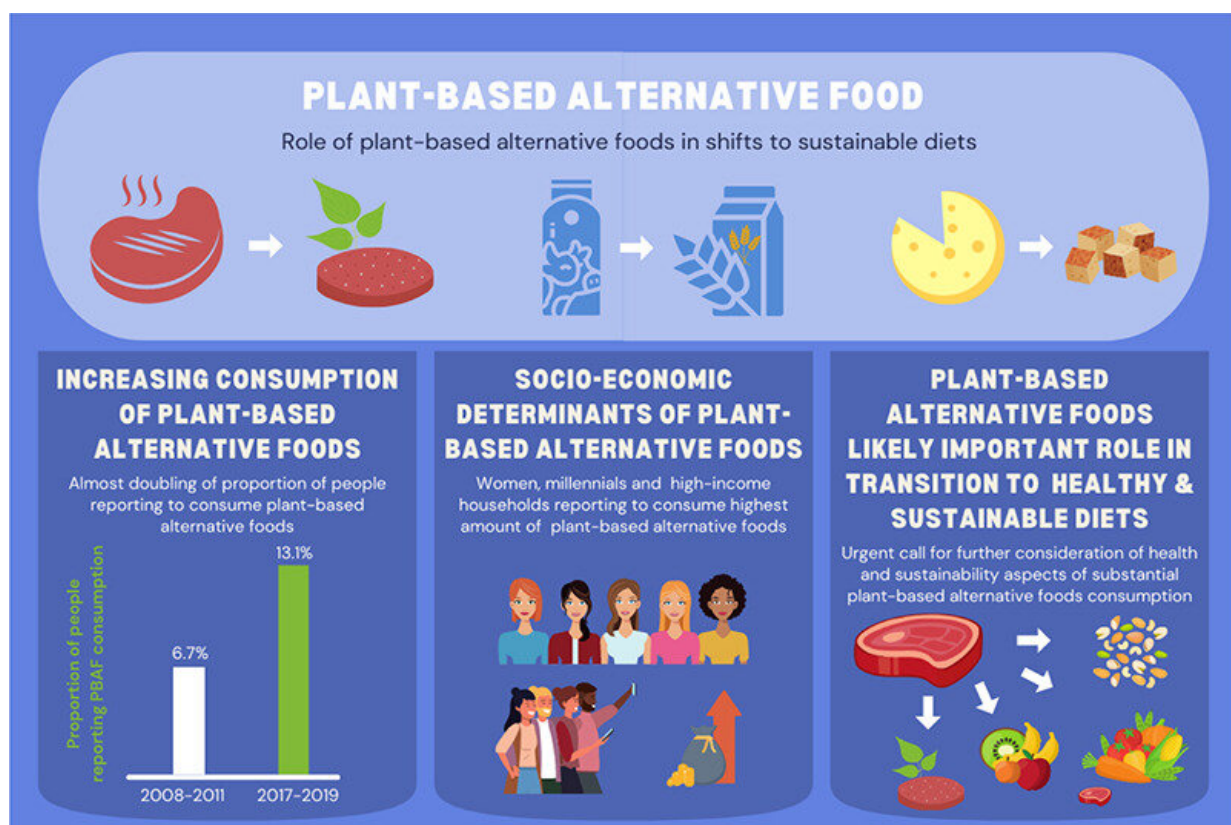 PLANT-BASED ALTERNATIVE FOOD
Role of plant-based alternative foods in shifts to sustainable diets
INCREASING CONSUMPTION
OF PLANT-BASED
ALTERNATIVE FOODS
Almost doubling of proportion of people
reporting to consume plant-based
alternative foods
Proportion of people
reporting PBAF consumption
6.7%
13.1%
2008-2011
2017-2019
SOCIO-ECONOMIC
DETERMINANTS OF PLANT-
BASED ALTERNATIVE FOODS
Women, millennials and high-income
households reporting to consume highest
amount of plant-based alternative foods
PLANT-BASED
ALTERNATIVE FOODS
LIKELY IMPORTANT ROLE IN
TRANSITION TO HEALTHY &
SUSTAINABLE DIETS
Urgent call for further consideration of health
and sustainability aspects of substantial
plant-based alternative foods consumption